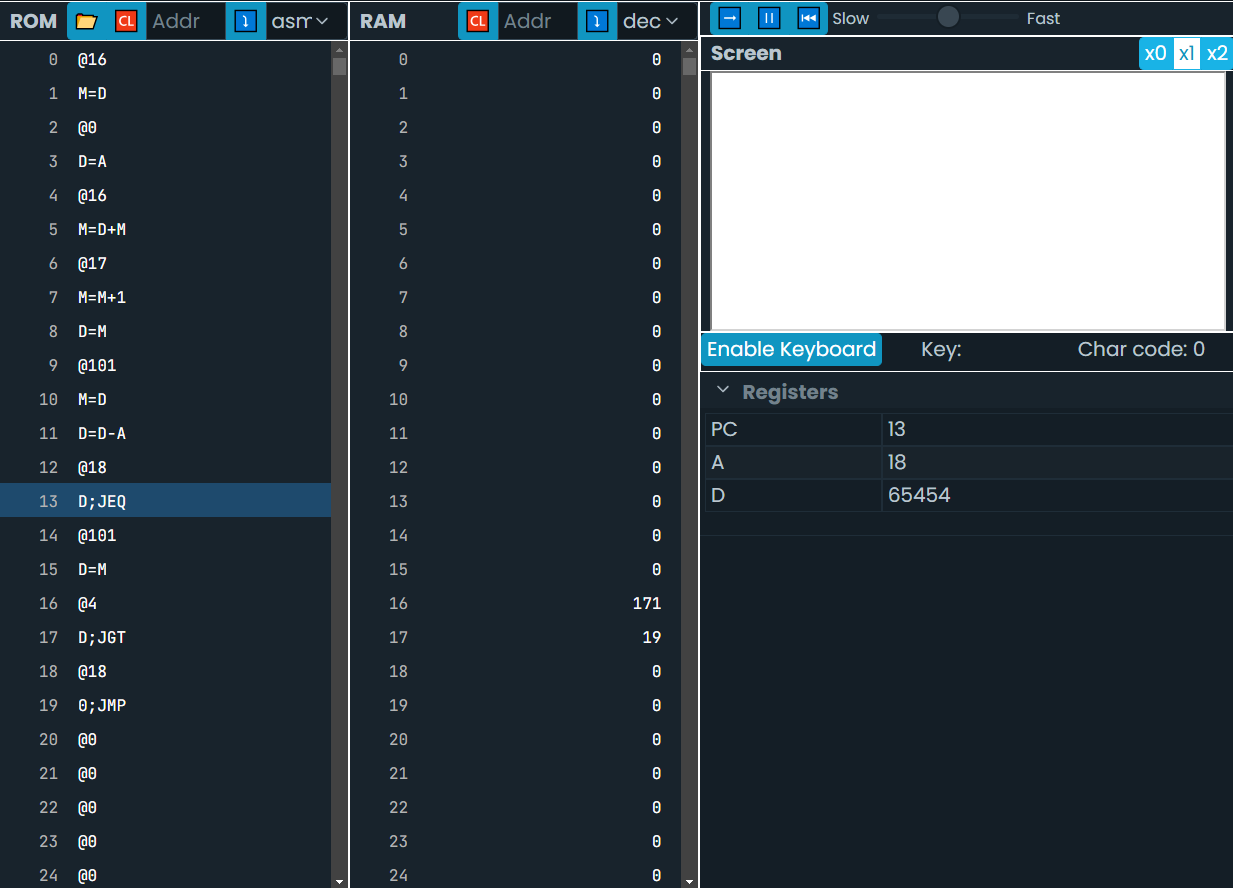 ROM CL Addr asm
0 @16
1 M=D
2 @0
3 D=A
4 @16
5 M=D+M
6 @17
7 M=M+1
8 D=M
9 @101
10 M=D
11 D=D-A
12 @18
13 D;JEQ
14 @101
15 D=M
16 @4
17 D;JGT
18 @18
19 0;JMP
20 @0
21 @0
22 @0
23 @0
24 @0
RAM CL Addr dec
0 0
1 0
2 0
3 0
4 0
5 0
6 0
7 0
8 0
9 0
10 0
11 0
12 0
13 0
14 0
15 0
16 171
17 19
18 0
19 0
20 0
21 0
22 0
23 0
24 0
Slow Fast
Screen x0 x1 x2
Enable Keyboard Key: Char code: 0
Registers
PC 13
A 18
D 65454